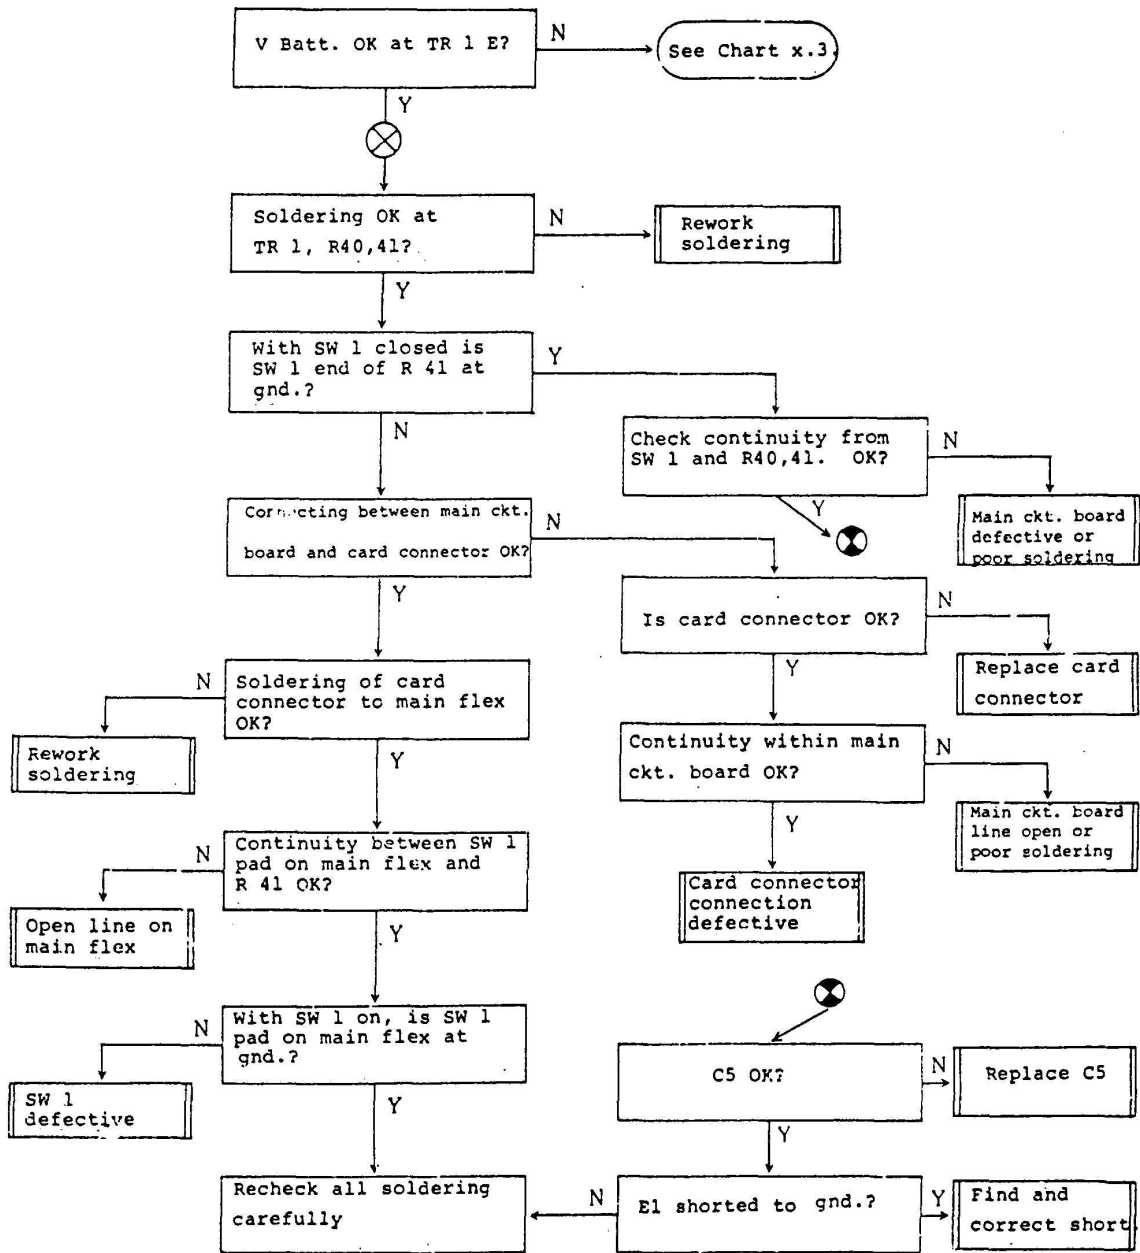 V Batt. OK at TR 1 E?
N
See Chart x.3.
Y
Soldering OK at
TR 1, R40,41?
N
Rework
soldering
Y
With SW 1 closed is
SW 1 end of R 41 at
gnd.?
Y
N
Check continuity from
SW 1 and R40,41. OK?
N
Y
Main ckt. board
defective or
poor soldering
Connecting between main ckt.
board and card connector OK?
N
Y
Is card connector OK?
N
Y
Replace card
connector
Soldering of card
connector to main flex
OK?
N
Rework
soldering
Y
Continuity within main
ckt. board OK?
N
Y
Main ckt. board
line open or
poor soldering
Card connector
connection
defective
Continuity between SW 1
pad on main flex and
R 41 OK?
N
Open line on
main flex
Y
With SW 1 on, is SW 1
pad on main flex at
gnd.?
N
SW 1
defective
Y
C5 OK?
N
Replace C5
Y
Recheck all soldering
carefully
N
E1 shorted to gnd.?
Y
Find and
correct short.